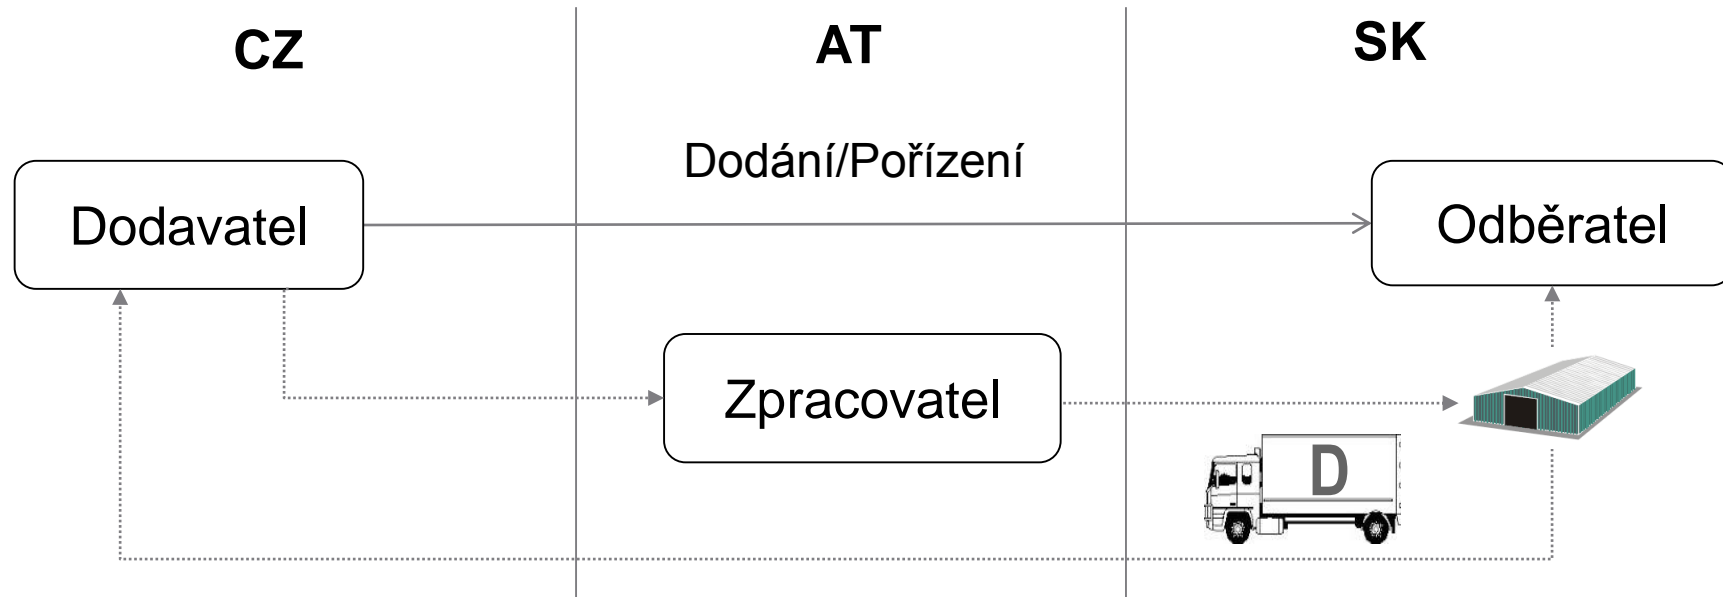 CZ
AT
SK
Dodání/Pořízení
Dodavatel
Odběratel
Zpracovatel
D